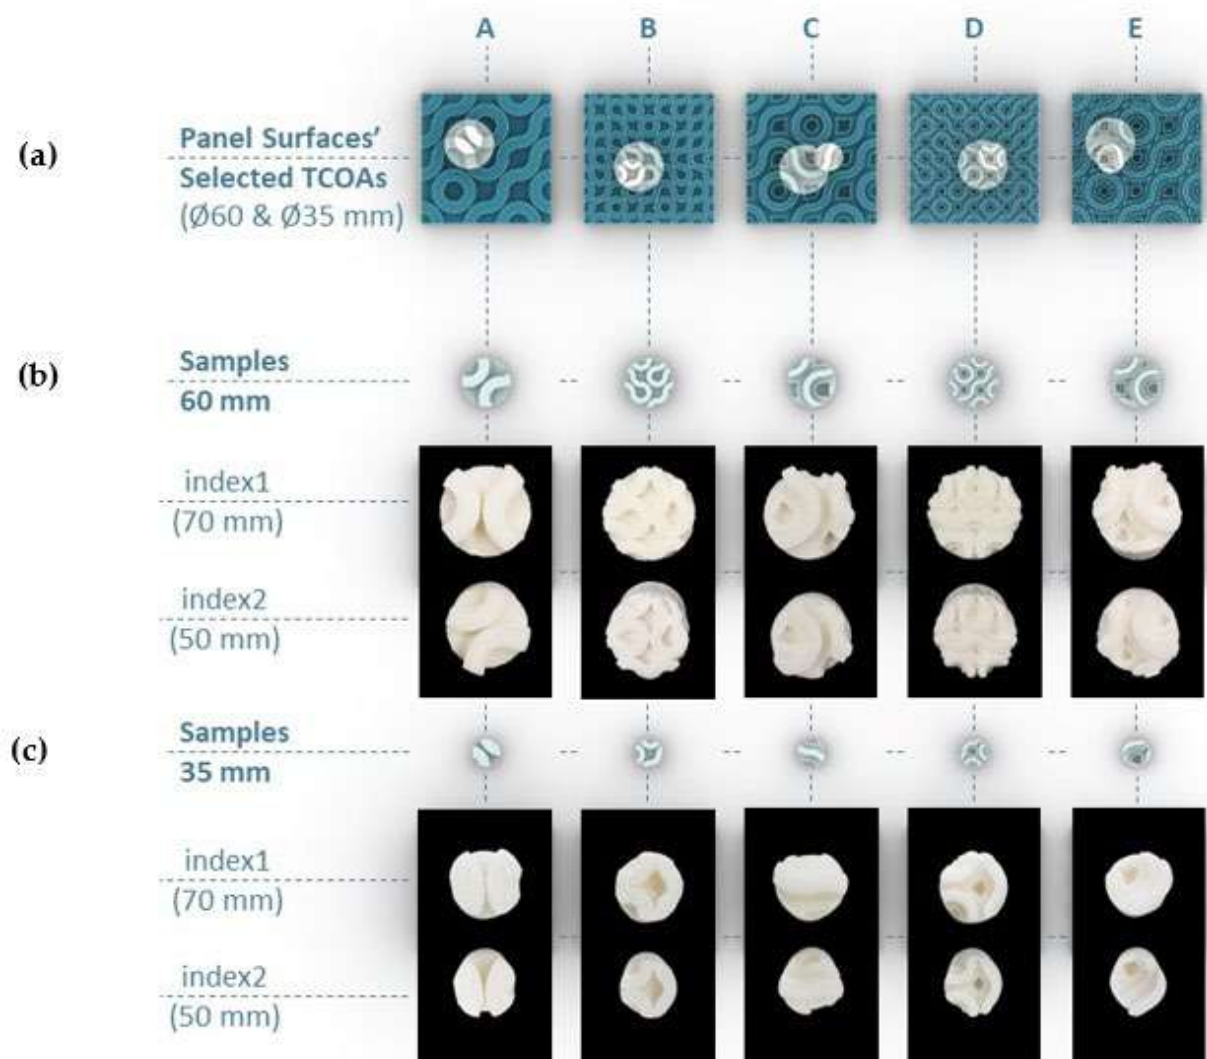 A B C D E
(a)
Panel Surfaces’
Selected TCOAs
(Ø60 & Ø35 mm)
(b)
Samples
60 mm
index1
(70 mm)
index2
(50 mm)
(c)
Samples
35 mm
index1
(70 mm)
index2
(50 mm)